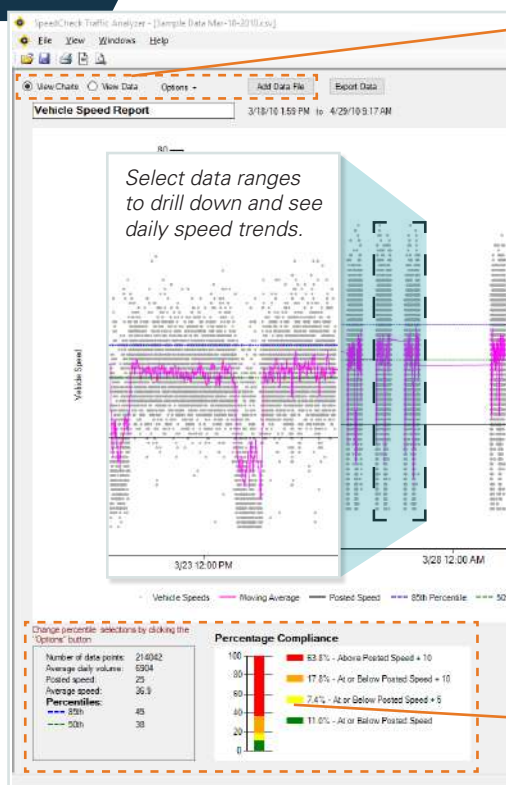 SpeedCheck Traffic Analyzer - [Sample Data Mar-18-2010.csv]
File View Windows Help
View Charts View Data Options Add Data File Export Data
Vehicle Speed Report 3/18/10 1:59 PM to 4/29/10 9:17 AM
80
Select data ranges
to drill down and see
daily speed trends.
Vehicle Speed
3/23 12:00 PM 3/28 12:00 AM
Vehicle Speeds Moving Average Posted Speed 85th Percentile 50
Change percentile selections by clicking the
"Options" button
Number of data points: 214042
Average daily volume: 6904
Posted speed: 25
Average speed: 36.9
Percentiles:
85th 45
50th 38
Percentage Compliance
100
80
60
40
20
0
63.8% - Above Posted Speed + 10
17.8% - At or Below Posted Speed + 10
7.4% - At or Below Posted Speed + 5
11.0% - At or Below Posted Speed